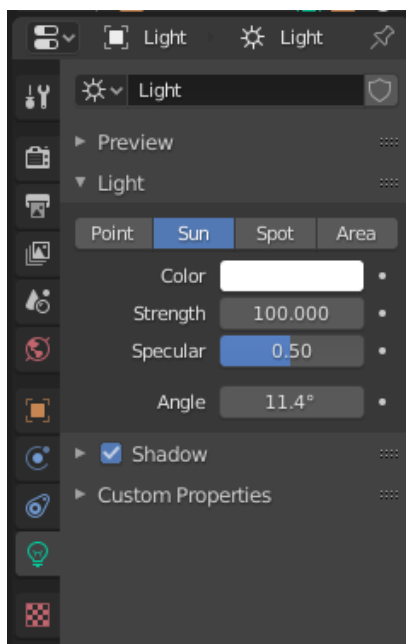 Light Light
Light
Preview
Light
Point Sun Spot Area
Color
Strength 100.000
Specular 0.50
Angle 11.4°
Shadow
Custom Properties